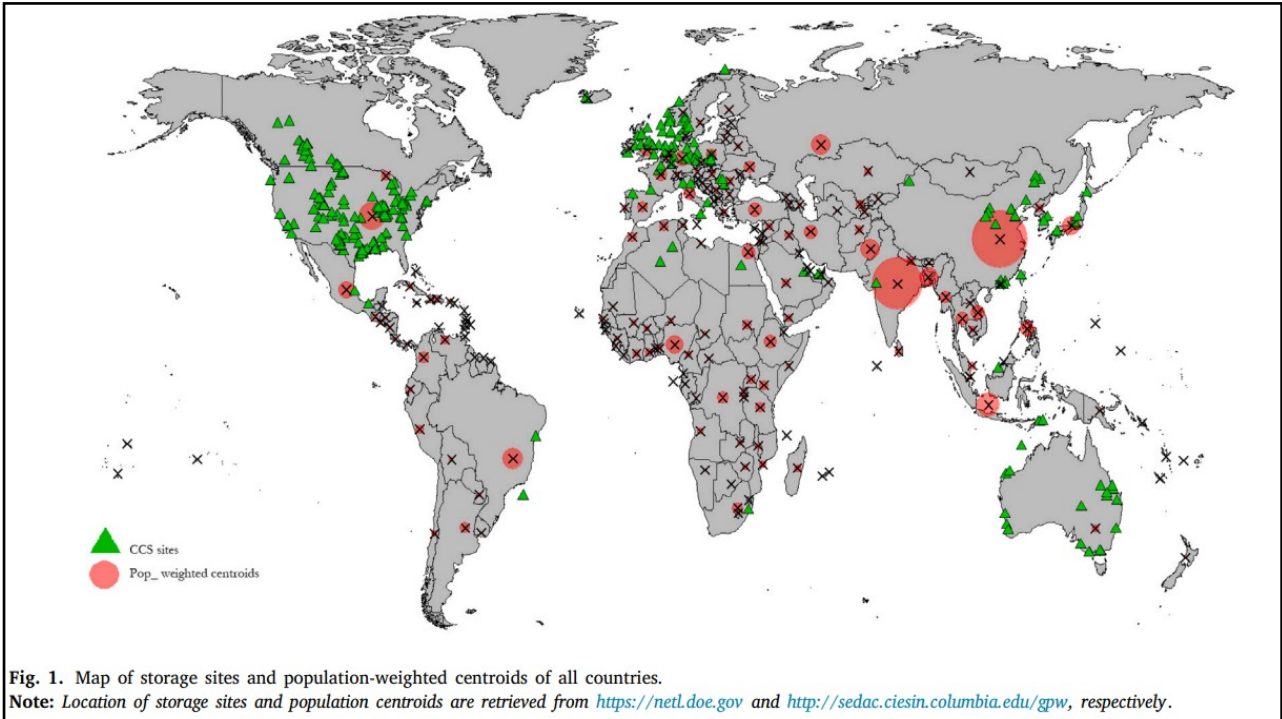 CCS sites
Pop_ weighted centroids
Fig. 1. Map of storage sites and population-weighted centroids of all countries.
Note: Location of storage sites and population centroids are retrieved from https://netl.doe.gov and http://sedac.ciesin.columbia.edu/gpw, respectively.